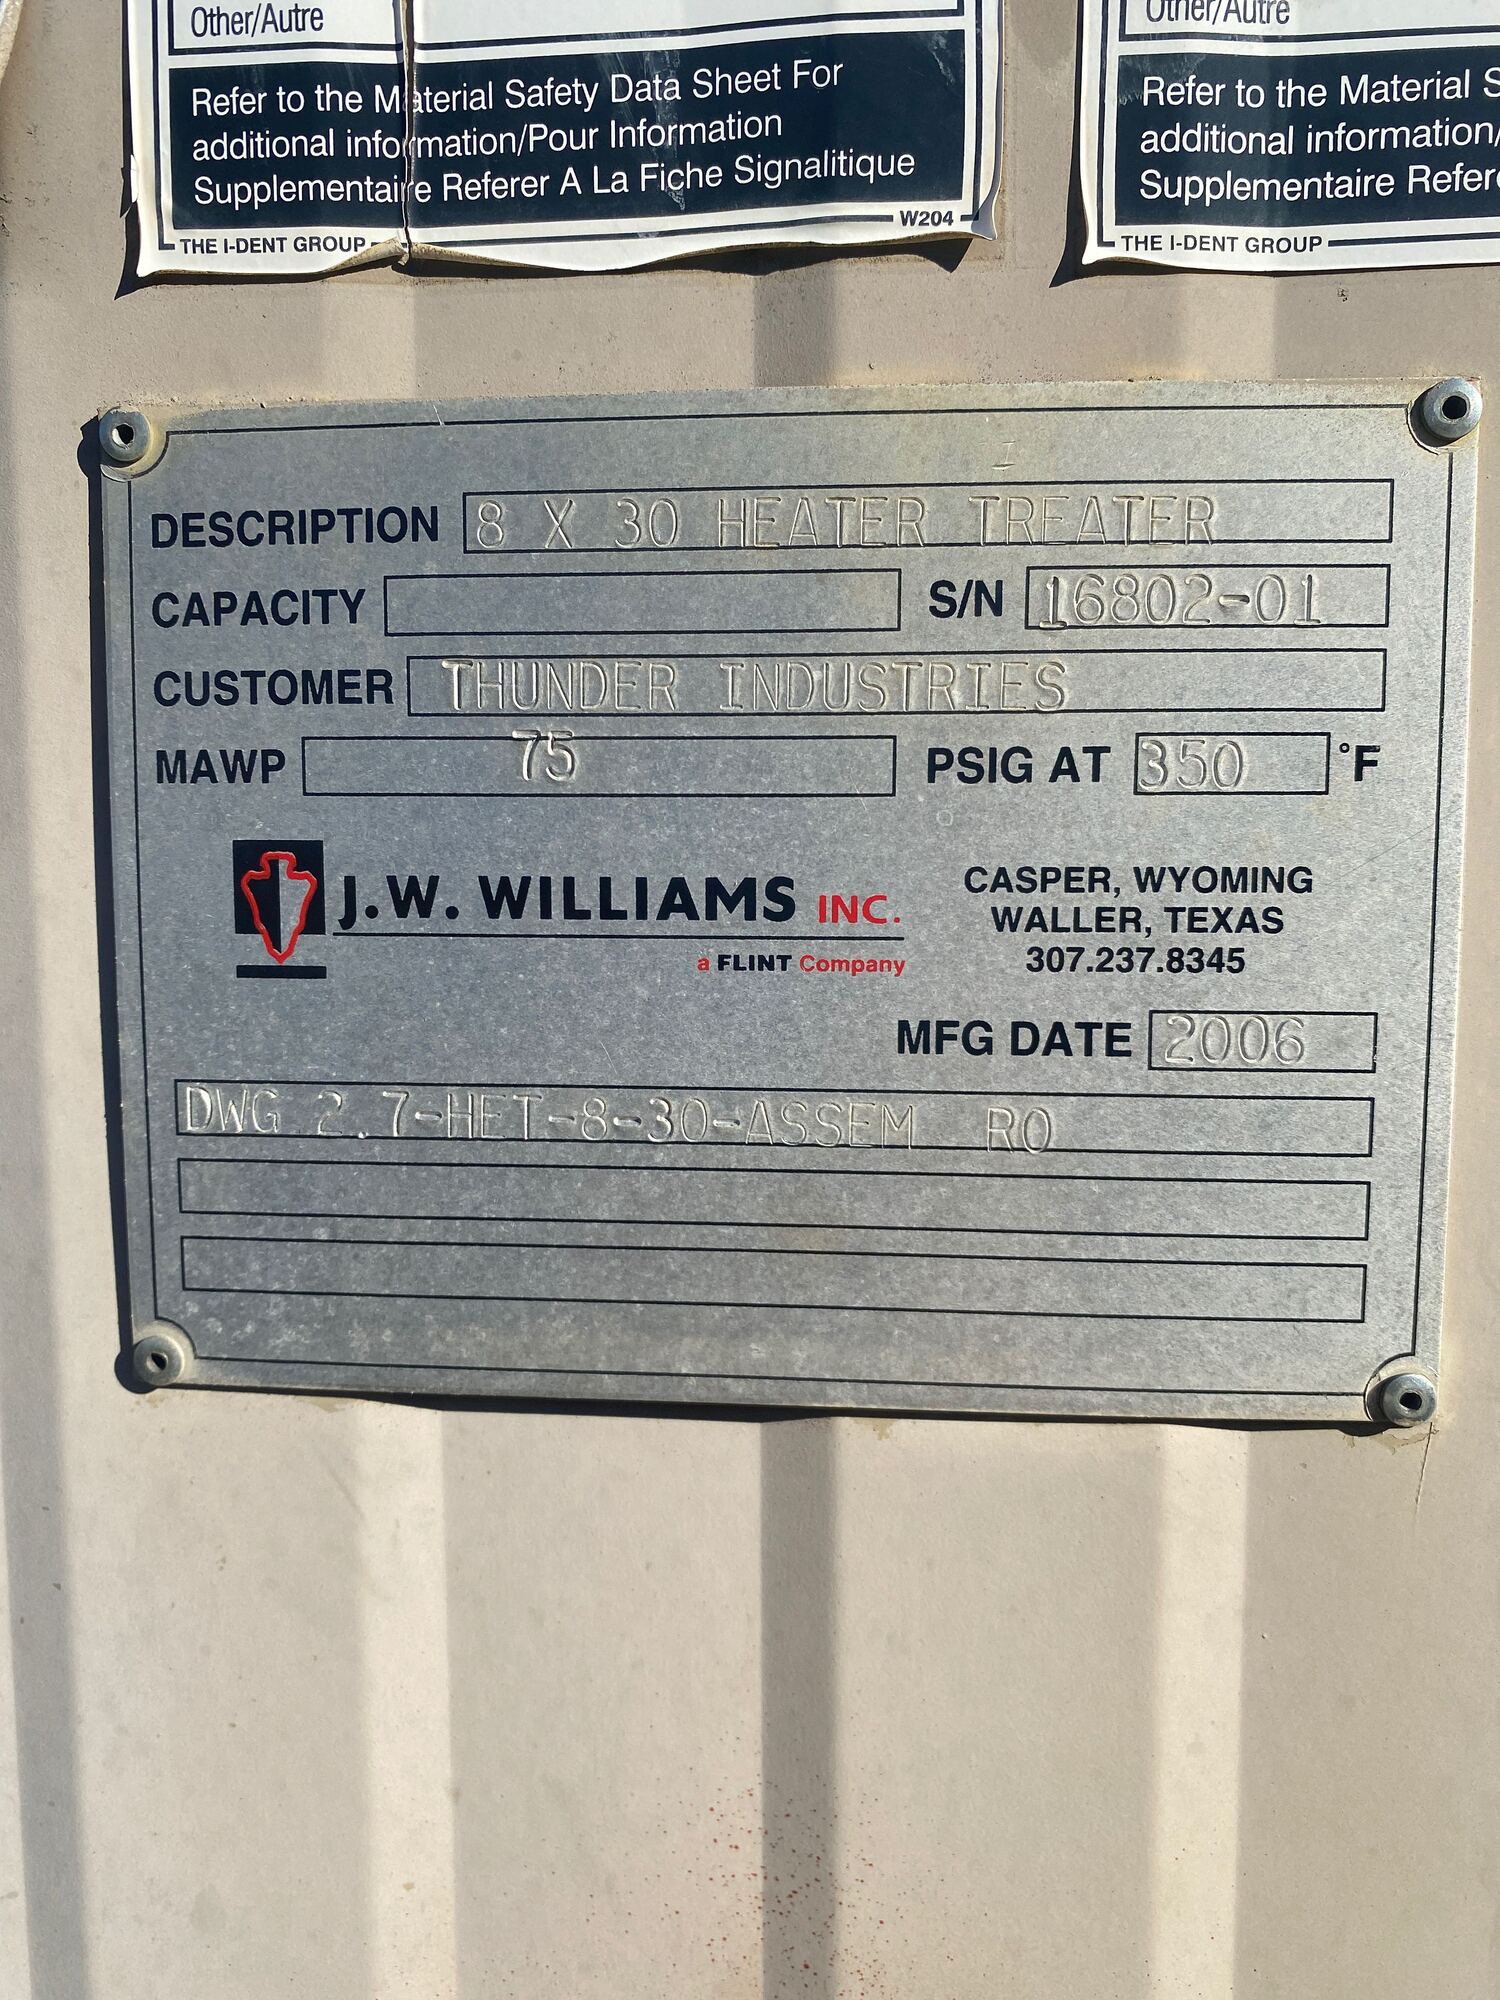 Other/Autre
Refer to the Material Safety Data Sheet For
additional information/Pour Information
Supplementaire Referer A La Fiche Signalitique
W204
THE I-DENT GROUP
Other/Autre
Refer to the Material
additional information/
Supplementaire
THE I-DENT GROUP
DESCRIPTION 8 X 30 HEATER TREATER
CAPACITY S/N 16802-01
CUSTOMER THUNDER INDUSTRIES
MAWP 75 PSIG AT 350 °F
J.W. WILLIAMS INC.
a FLINT Company
CASPER, WYOMING
WALLER, TEXAS
307.237.8345
MFG DATE 2006
DWG 2.7-HET-8-30-ASSEM R0